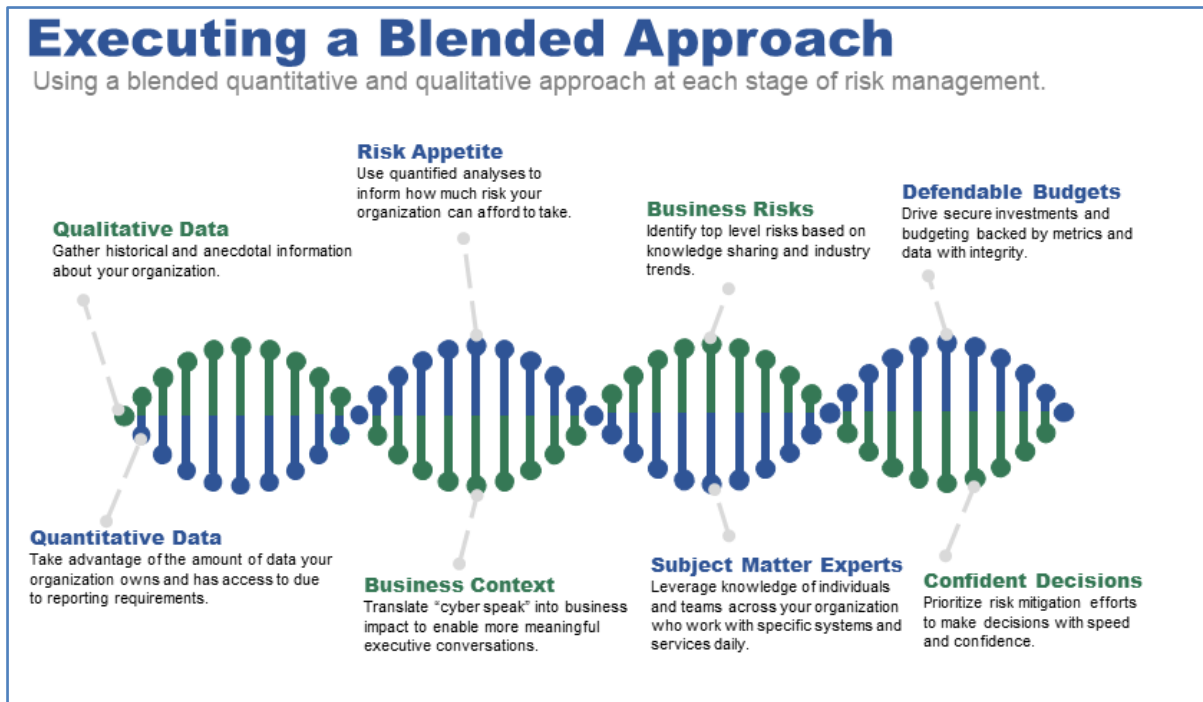 Executing a Blended Approach
Using a blended quantitative and qualitative approach at each stage of risk management.
Qualitative Data
Gather historical and anecdotal information
about your organization.
Risk Appetite
Use quantified analyses to
inform how much risk your
organization can afford to take.
Business Risks
Identify top level risks based on
knowledge sharing and industry
trends.
Defendable Budgets
Drive secure investments and
budgeting backed by metrics and
data with integrity.
Quantitative Data
Take advantage of the amount of data your
organization owns and has access to due
to reporting requirements.
Business Context
Translate “cyber speak” into business
impact to enable more meaningful
executive conversations.
Subject Matter Experts
Leverage knowledge of individuals
and teams across your organization
who work with specific systems and
services daily.
Confident Decisions
Prioritize risk mitigation efforts
to make decisions with speed
and confidence.